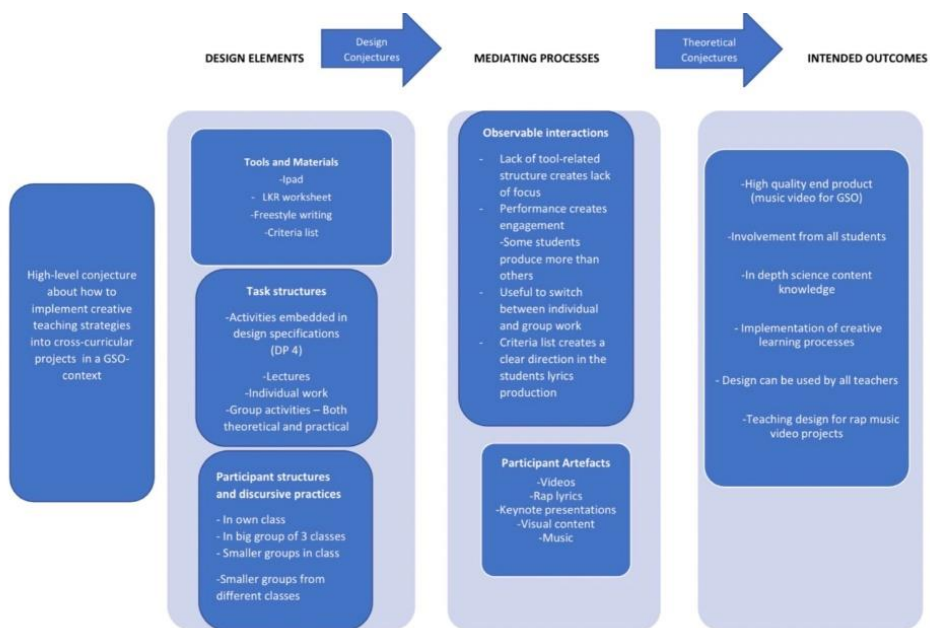 Design
Conjectures
Theoretical
Conjectures
DESIGN ELEMENTS
MEDIATING PROCESSES
INTENDED OUTCOMES
High-level conjecture
about how to
implement creative
teaching strategies
into cross-curricular
projects in a GSO-
context
Tools and Materials
-Ipad
- LKR worksheet
-Freestyle writing
-Criteria list
Task structures
-Activities embedded in
design specifications
(DP 4)
-Lectures
-Individual work
-Group activities – Both
theoretical and practical
Participant structures
and discursive practices
- In own class
- In big group of 3 classes
- Smaller groups in class
-Smaller groups from
different classes
Observable interactions
- Lack of tool-related
structure creates lack
of focus
- Performance creates
engagement
-Some students
produce more than
others
- Useful to switch
between individual
and group work
- Criteria list creates a
clear direction in the
students lyrics
production
Participant Artefacts
-Videos
-Rap lyrics
-Keynote presentations
-Visual content
-Music
-High quality end product
(music video for GSO)
-Involvement from all students
-In depth science content
knowledge
- Implementation of creative
learning processes
- Design can be used by all teachers
-Teaching design for rap music
video projects